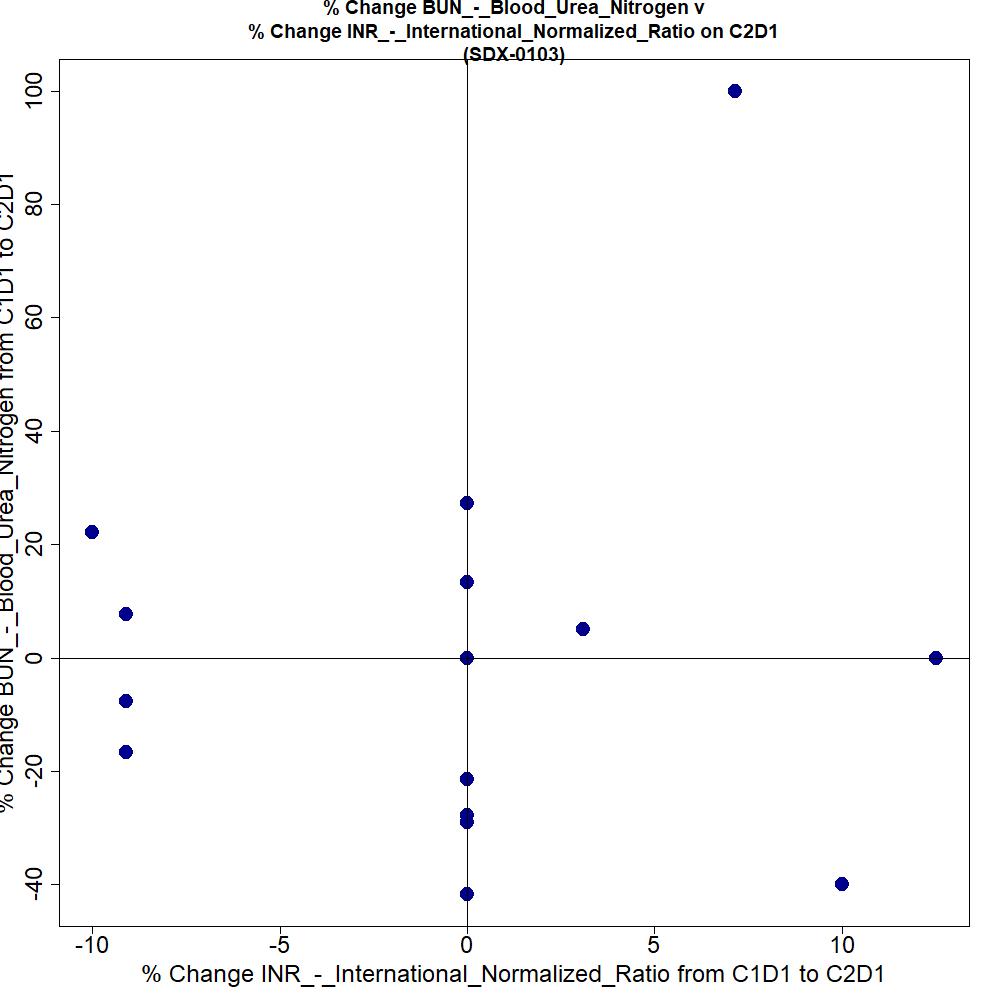 % Change BUN_-_Blood_Urea_Nitrogen v
% Change INR_-_International_Normalized_Ratio on C2D1
(SDX-0103)
% Change BUN_-_Blood_Urea_Nitrogen from C1D1 to C2D1
100
80
60
40
20
0
-20
-40
-10
-5
0
5
10
% Change INR_-_International_Normalized_Ratio from C1D1 to C2D1